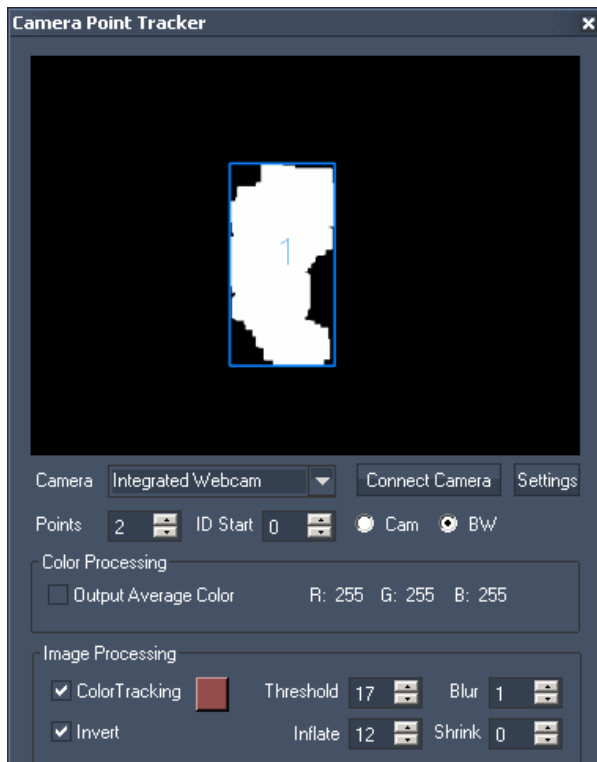 Camera Point Tracker
1
Camera Integrated Webcam Connect Camera Settings
Points 2 ID Start 0 Cam BW
Color Processing
Output Average Color R: 255 G: 255 B: 255
Image Processing
ColorTracking Threshold 17 Blur 1
Invert Inflate 12 Shrink 0